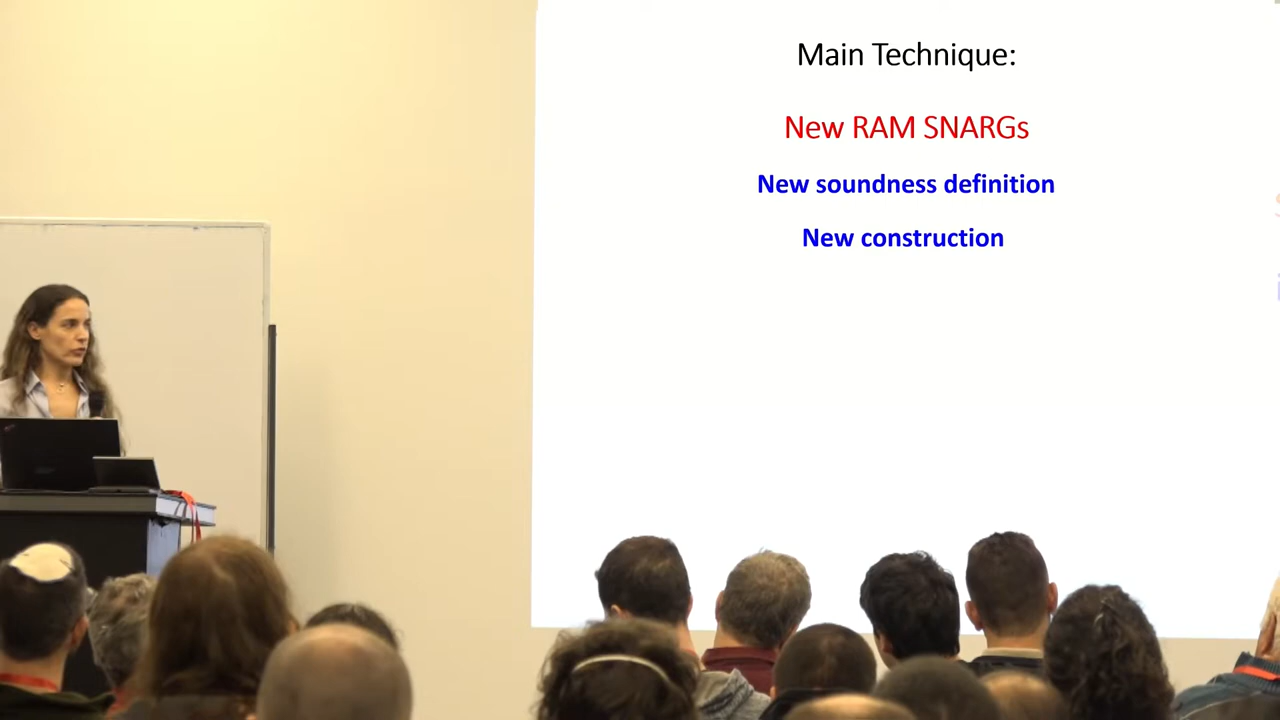 Main Technique:
New RAM SNARGs
New soundness definition
New construction